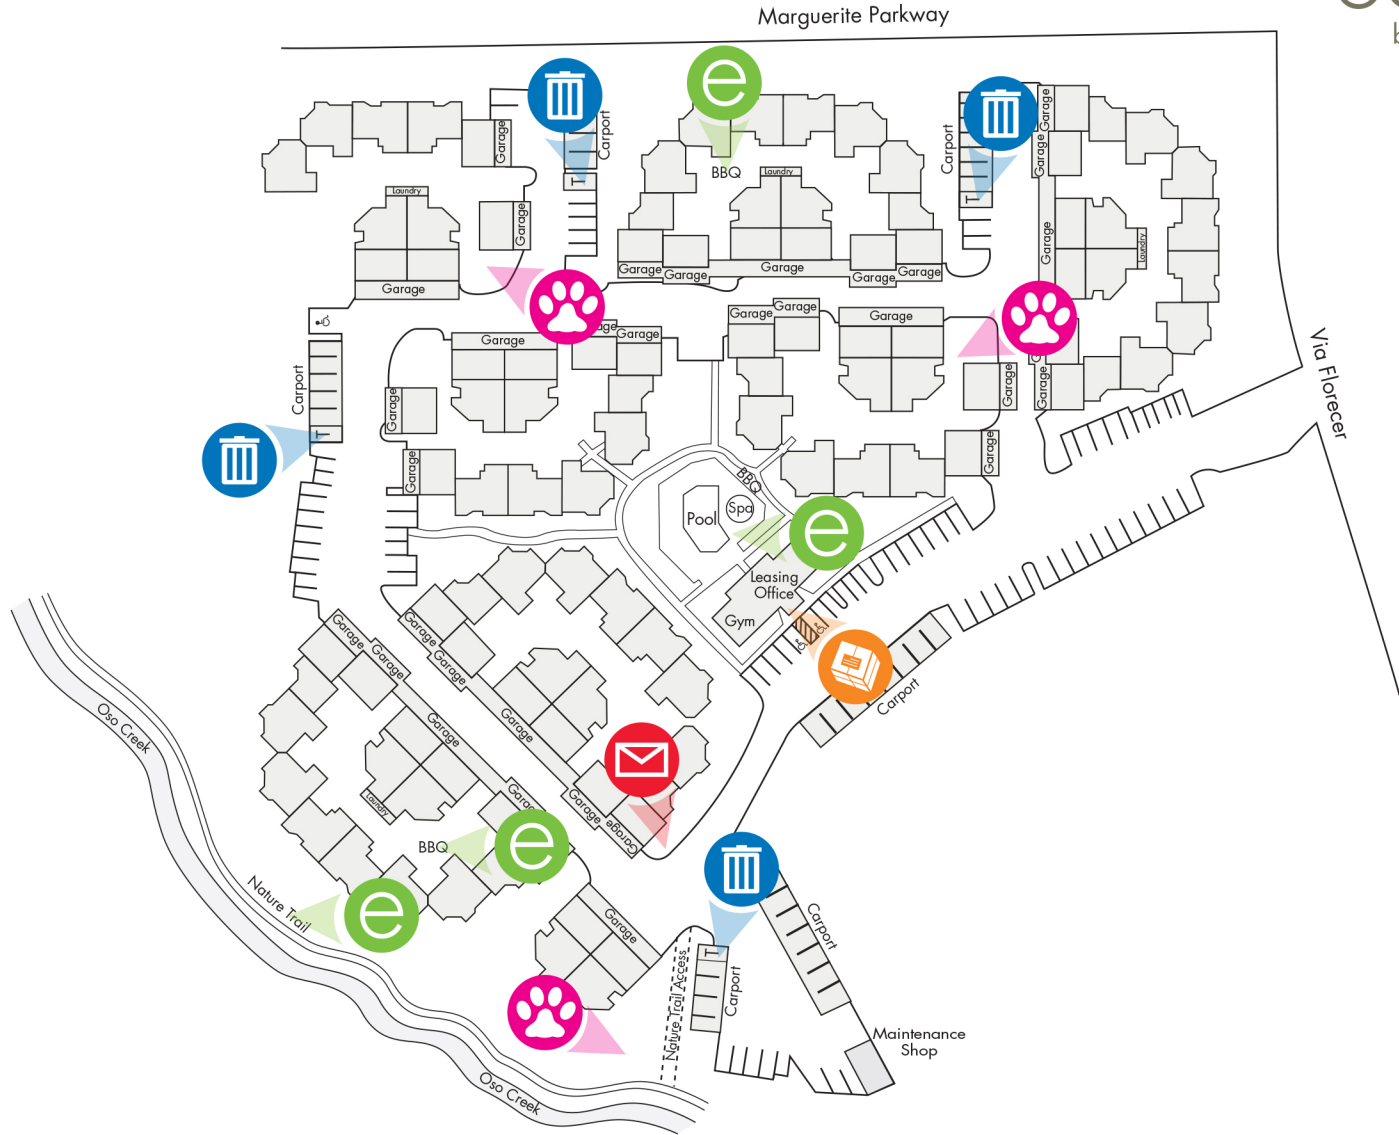 Marguerite Parkway
Garage
Carport
Laundry
Garage
Garage
BBQ
Laundry
Garage
Garage
Garage
Garage
Garage
Carport
Garage
Garage
Garage
Laundry
Via Florecer
Garage
Garage
Garage
Garage
Garage
Garage
Garage
Garage
Garage
Garage
Carport
T
T
T
Garage
BBQ
Pool
Spa
Leasing
Office
Gym
Carport
Garage
Garage
Garage
Garage
Garage
Garage
Garage
Garage
Laundry
BBQ
Nature Trail
Oso Creek
Garage
T
Carport
Carport
Nature Trail Access
Maintenance
Shop
Oso Creek
e
e
e
e